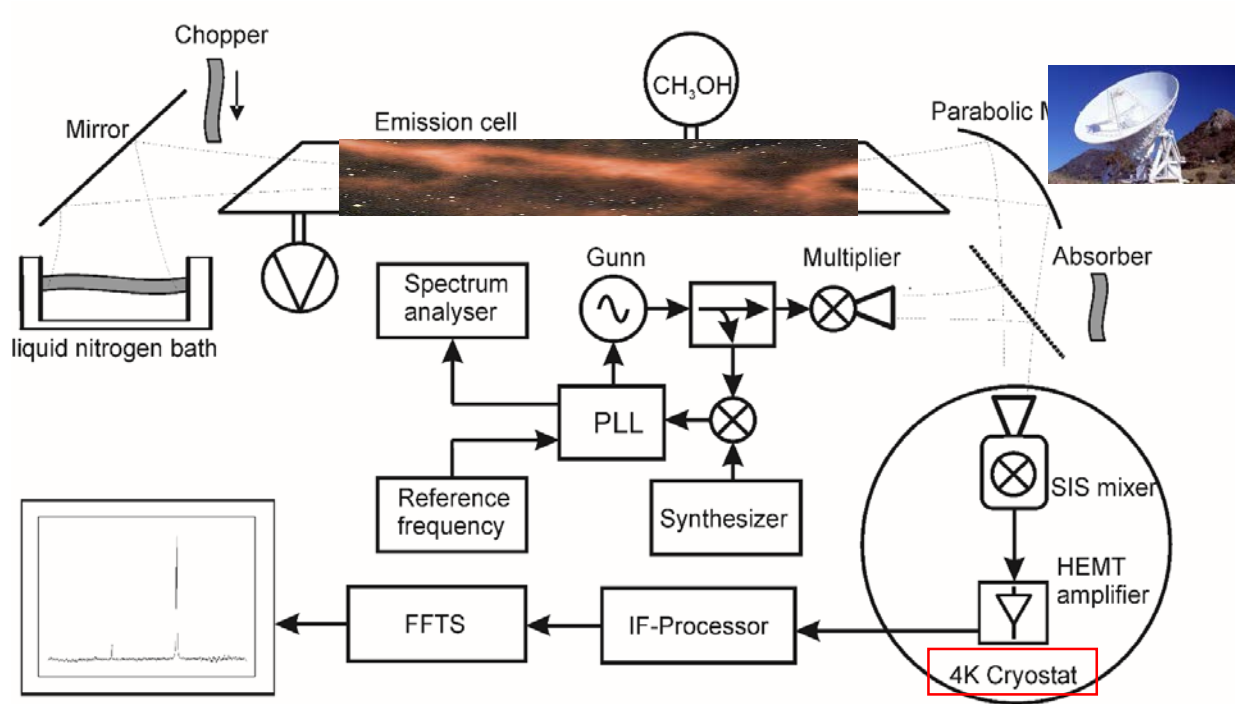 Chopper
Mirror
Emission cell
CH₃OH
Parabolic
Gunn
Multiplier
Absorber
Spectrum
analyser
liquid nitrogen bath
PLL
Reference
frequency
Synthesizer
SIS mixer
HEMT
amplifier
FFTS
IF-Processor
4K Cryostat